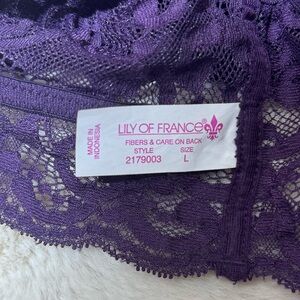 MADE IN
INDONESIA
LILY OF FRANCE®
FIBERS & CARE ON BACK
STYLE SIZE
2179003 L